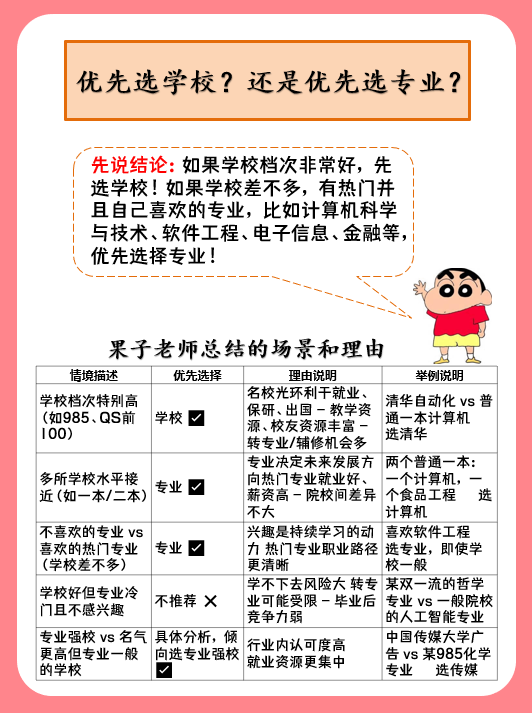 优先选学校？还是优先选专业？
先说结论：如果学校档次非常好，先
选学校！如果学校差不多，有热门并
且自己喜欢的专业，比如计算机科学
与技术、软件工程、电子信息、金融等，
优先选择专业！
果子老师总结的场景和理由
情境描述 优先选择 理由说明 举例说明
学校档次特别高
（如985、QS前
100）
学校 ✓
名校光环利于就业、
保研、出国 – 教学资
源、校友资源丰富 –
转专业/辅修机会多
清华自动化 vs 普
通一本计算机
选清华
多所学校水平接
近（如一本/二本）
专业 ✓
专业决定未来发展方
向热门专业就业好、
薪资高 – 院校间差异
不大
两个普通一本：
一个计算机，一
个食品工程 选
计算机
不喜欢的专业 vs
喜欢的热门专业
（学校差不多）
专业 ✓
兴趣是持续学习的动
力 热门专业职业路径
更清晰
喜欢软件工程
选专业，即使学
校一般
学校好但专业冷
门且不感兴趣
不推荐 ✕
学不下去风险大 转专
业可能受限 – 毕业后
竞争力弱
某双一流的哲学
专业 vs 一般院校
的人工智能专业
专业强校 vs 名气
更高但专业一般
的学校
具体分析，倾
向选专业强校
✓
行业内认可度高
就业资源更集中
中国传媒大学广
告 vs 某985化学
专业 选传媒